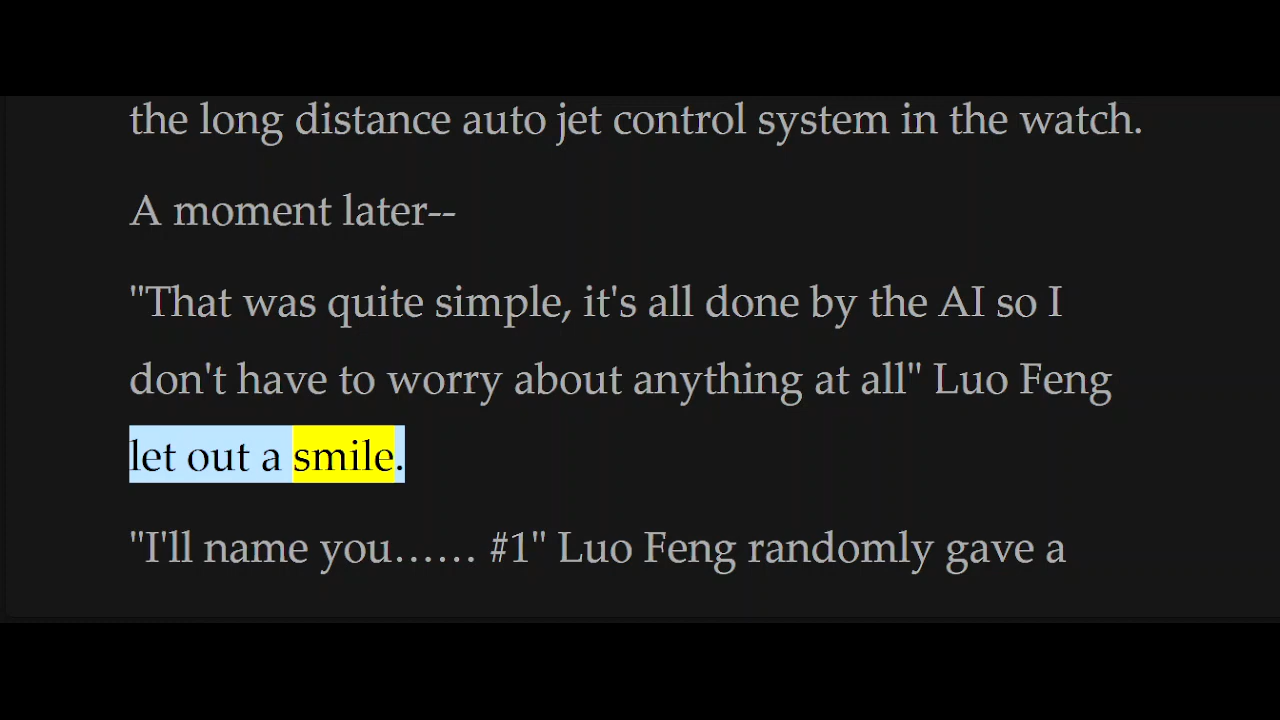 the long distance auto jet control system in the watch.
A moment later--
"That was quite simple, it's all done by the AI so I
don't have to worry about anything at all" Luo Feng
let out a smile.
"I'll name you…… #1" Luo Feng randomly gave a